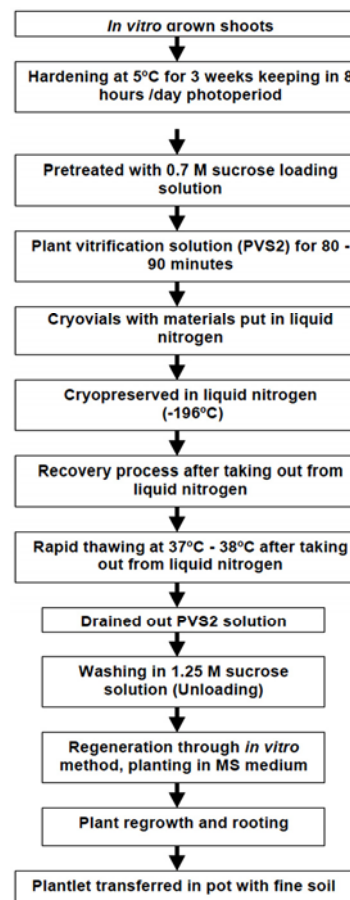 In vitro grown shoots
Hardening at 5ºC for 3 weeks keeping in 8
hours /day photoperiod
Pretreated with 0.7 M sucrose loading
solution
Plant vitrification solution (PVS2) for 80 -
90 minutes
Cryovials with materials put in liquid
nitrogen
Cryopreserved in liquid nitrogen
(-196ºC)
Recovery process after taking out from
liquid nitrogen
Rapid thawing at 37ºC - 38ºC after taking
out from liquid nitrogen
Drained out PVS2 solution
Washing in 1.25 M sucrose
solution (Unloading)
Regeneration through in vitro
method, planting in MS medium
Plant regrowth and rooting
Plantlet transferred in pot with fine soil